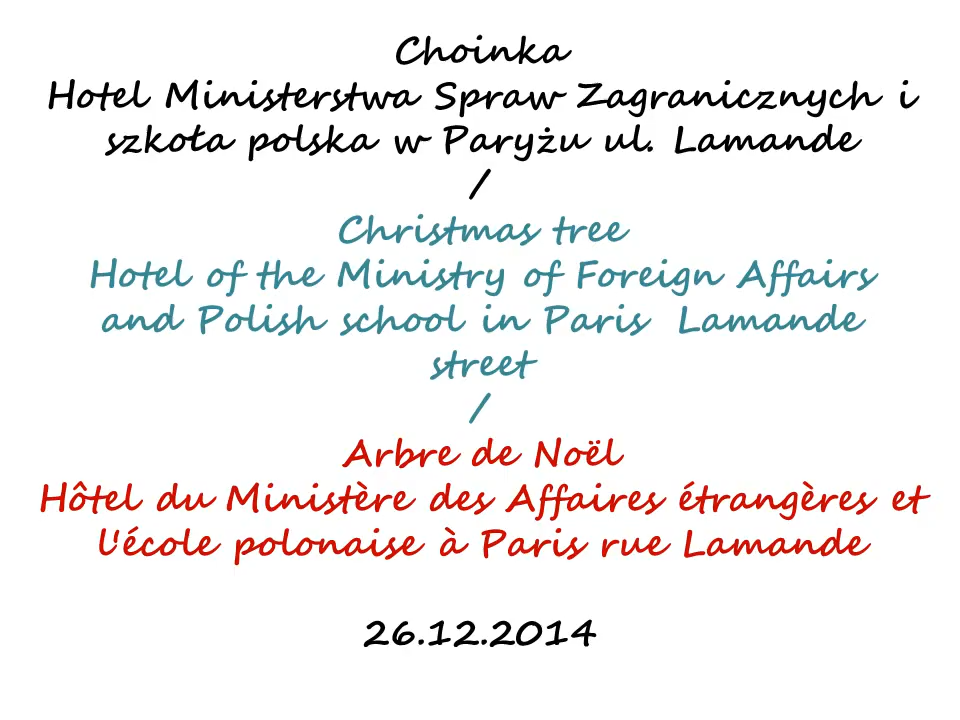 Choinka
Hotel Ministerstwa Spraw Zagranicznych i
szkoła polska w Paryżu ul. Lamande
/
Christmas tree
Hotel of the Ministry of Foreign Affairs
and Polish school in Paris  Lamande
street
/
Arbre de Noël
Hôtel du Ministère des Affaires étrangères et
l'école polonaise à Paris rue Lamande
26.12.2014